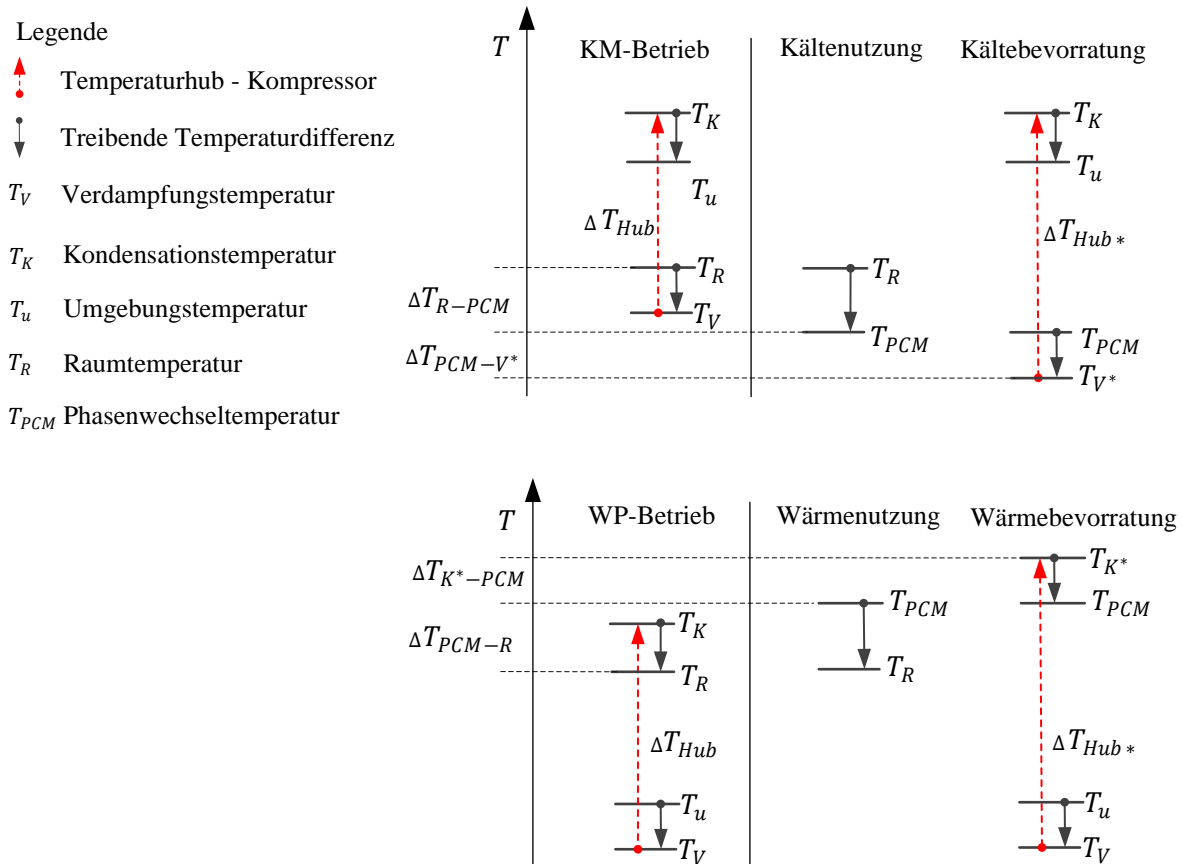 Legende
Temperaturhub - Kompressor
Treibende Temperaturdifferenz
T_V Verdampfungstemperatur
T_K Kondensationstemperatur
T_u Umgebungstemperatur
T_R Raumtemperatur
T_PCM Phasenwechseltemperatur
T
KM-Betrieb
Kältenutzung
Kältebevorratung
T_K
T_u
ΔT_Hub
T_R
T_V
ΔT_R−PCM
ΔT_PCM−V*
T_R
T_PCM
T_K
T_u
ΔT_Hub*
T_PCM
T_V*
T
WP-Betrieb
Wärmenutzung
Wärmebevorratung
ΔT_K*−PCM
ΔT_PCM−R
T_K
T_R
ΔT_Hub
T_u
T_V
T_PCM
T_R
T_K*
T_PCM
ΔT_Hub*
T_u
T_V